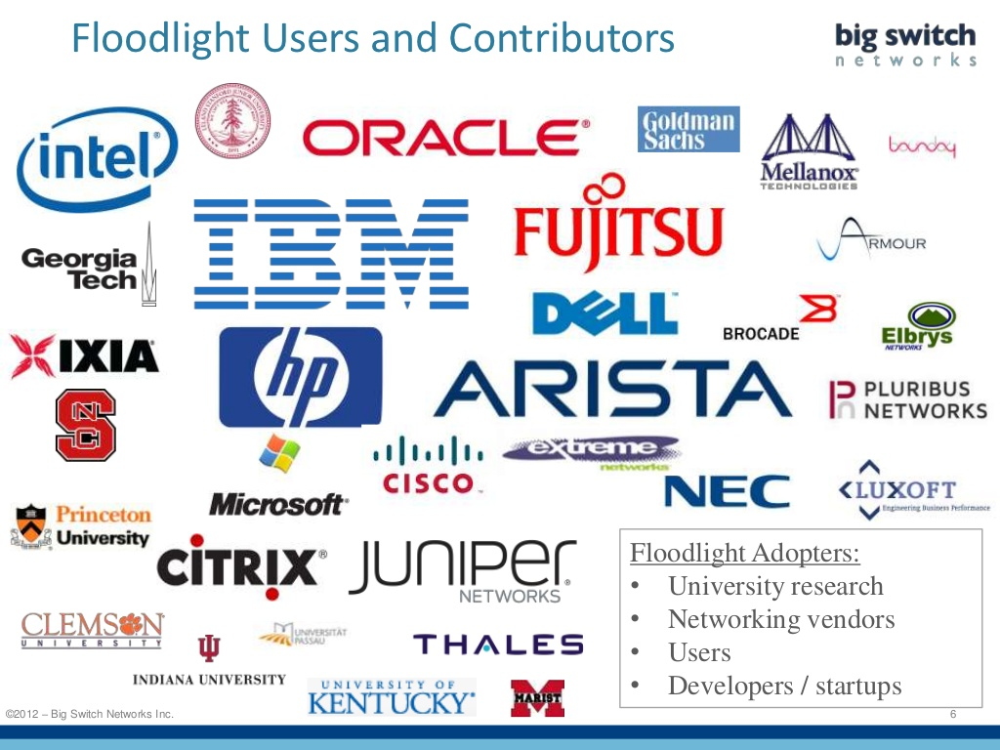 Floodlight Users and Contributors
big switch
networks
intel
ORACLE®
Goldman
Sachs
Mellanox
TECHNOLOGIES
boundary
Georgia
Tech
IBM
FUJITSU
ARMOUR
DELL™
BROCADE
Elbrys
NETWORKS
IXIA
hp
ARISTA
PLURIBUS
NETWORKS
NC
S
Microsoft
CISCO
extreme
networks
NEC
LUXOFT
Engineering Business Performance
Princeton
University
CITRIX®
JUNIPER
NETWORKS
Floodlight Adopters:
• University research
• Networking vendors
• Users
• Developers / startups
CLEMSON
UNIVERSITY
INDIANA UNIVERSITY
UNIVERSITÄT
PASSAU
THALES
UNIVERSITY OF
KENTUCKY
MARIST
M
©2012 – Big Switch Networks Inc.
6